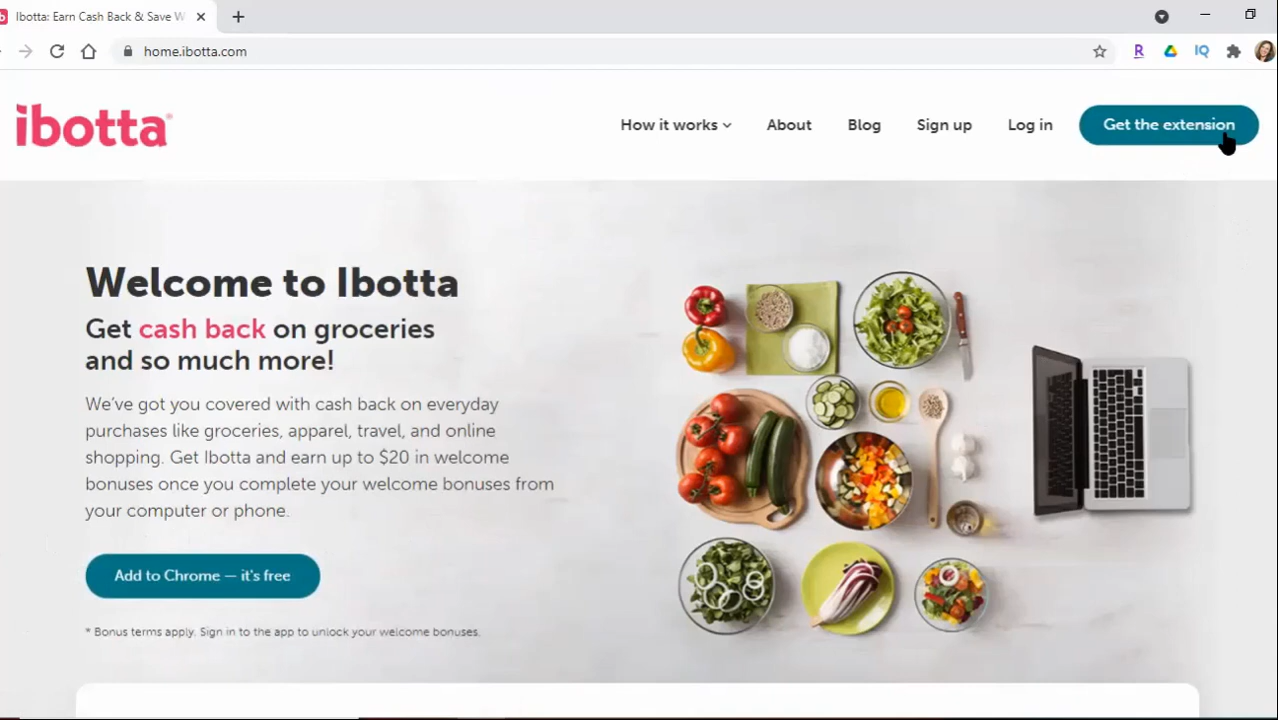 Ibotta: Earn Cash Back & Save W
home.ibotta.com
R
IQ
ibotta®
How it works
About
Blog
Sign up
Log in
Get the extension
Welcome to Ibotta
Get cash back on groceries
and so much more!
We've got you covered with cash back on everyday
purchases like groceries, apparel, travel, and online
shopping. Get Ibotta and earn up to $20 in welcome
bonuses once you complete your welcome bonuses from
your computer or phone.
Add to Chrome — it's free
* Bonus terms apply. Sign in to the app to unlock your welcome bonuses.